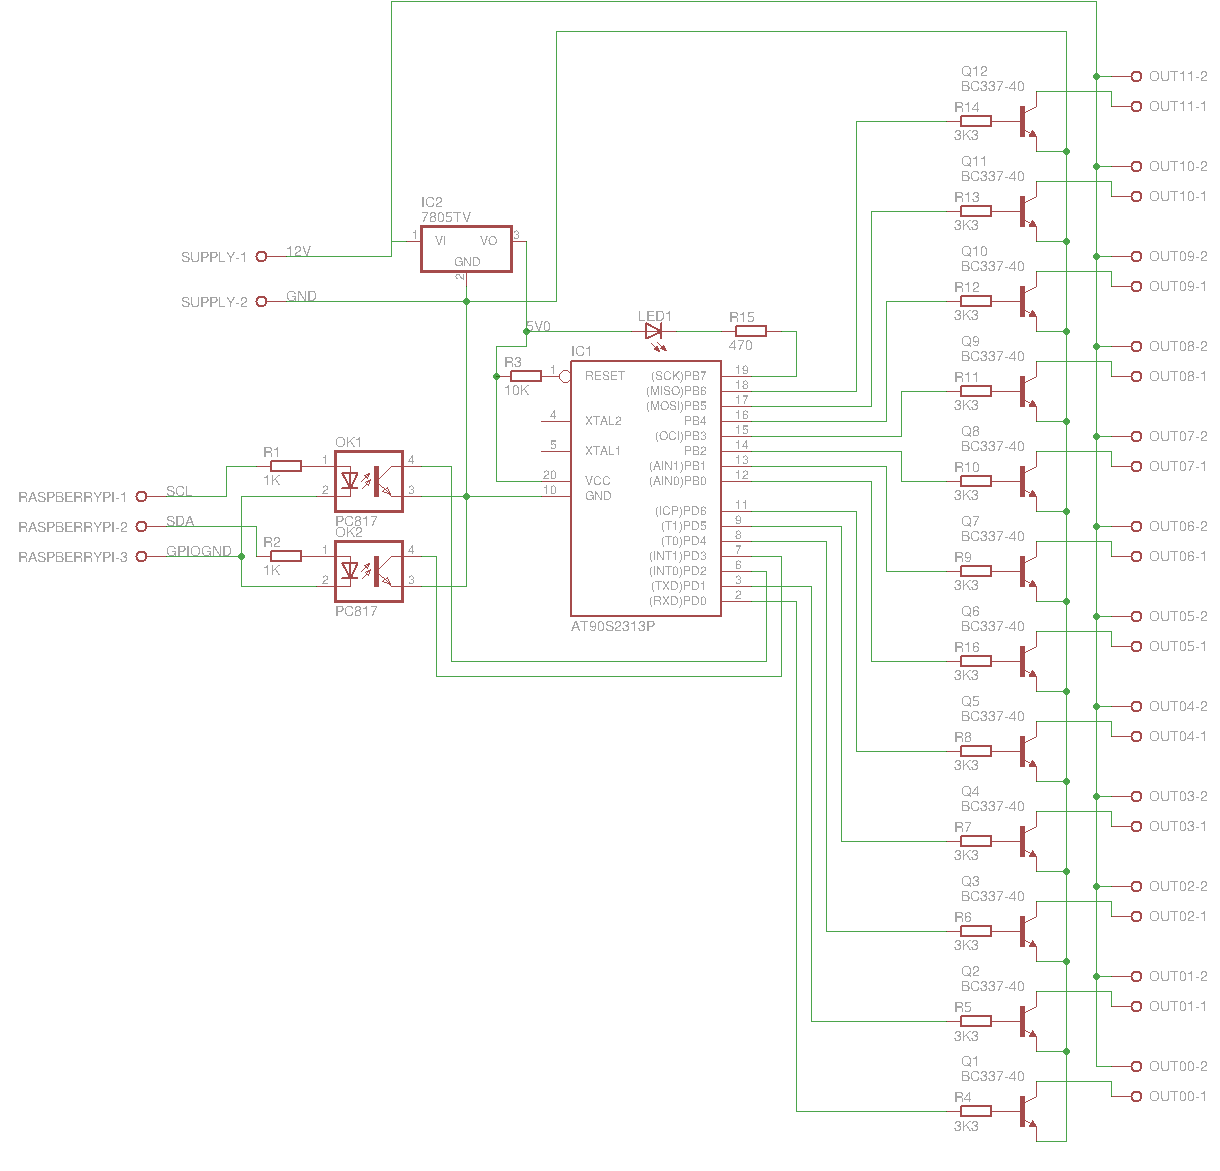 Q12
BC337-40
OUT11-2
R14
OUT11-1
3K3
Q11
BC337-40
OUT10-2
R13
OUT10-1
3K3
IC2
7805TV
1 VI VO 3
GND
2
SUPPLY-1 12V
SUPPLY-2 GND
Q10
BC337-40
OUT09-2
R12
OUT09-1
3K3
5V0
LED1
R15
470
Q9
BC337-40
OUT08-2
R11
OUT08-1
3K3
IC1
R3
10K
1 RESET (SCK)PB7 19
(MISO)PB6 18
(MOSI)PB5 17
4 XTAL2 PB4 16
(OCI)PB3 15
5 XTAL1 PB2 14
(AIN1)PB1 13
20 VCC (AIN0)PB0 12
10 GND
(ICP)PD6 11
(T1)PD5 9
(T0)PD4 8
(INT1)PD3 7
(INT0)PD2 6
(TXD)PD1 3
(RXD)PD0 2
AT90S2313P
Q8
BC337-40
OUT07-2
R10
OUT07-1
3K3
OK1
R1
1K
1 4
2 3
PC817
RASPBERRYPI-1 SCL
RASPBERRYPI-2 SDA
RASPBERRYPI-3 GPIOGND
OK2
R2
1K
1 4
2 3
PC817
Q7
BC337-40
OUT06-2
R9
OUT06-1
3K3
Q6
BC337-40
OUT05-2
R16
OUT05-1
3K3
Q5
BC337-40
OUT04-2
R8
OUT04-1
3K3
Q4
BC337-40
OUT03-2
R7
OUT03-1
3K3
Q3
BC337-40
OUT02-2
R6
OUT02-1
3K3
Q2
BC337-40
OUT01-2
R5
OUT01-1
3K3
Q1
BC337-40
OUT00-2
R4
OUT00-1
3K3